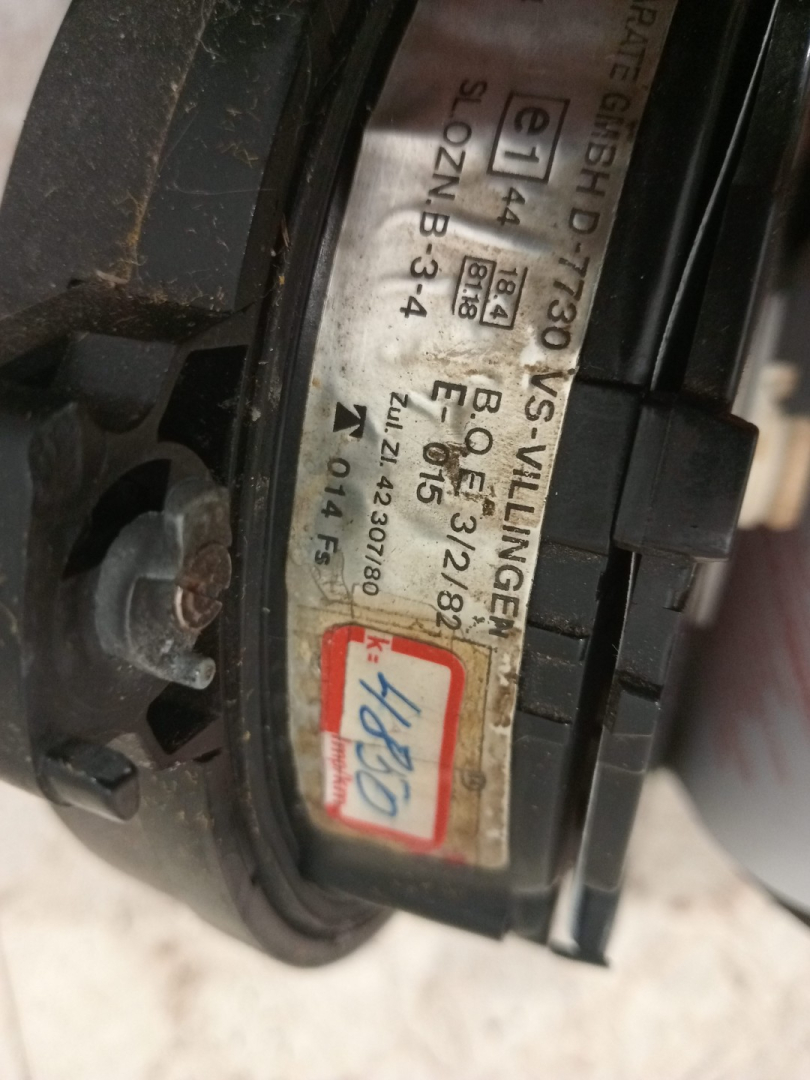 RATE GMBH D-7730 VS-VILLINGEN
e1 44
18.4
81.18
B.O.E 3/2/82
SL.OZN.B-3-4
E- 015
Zul.Zl. 42 307/80
014 Fs
k=
4850
Imp/km